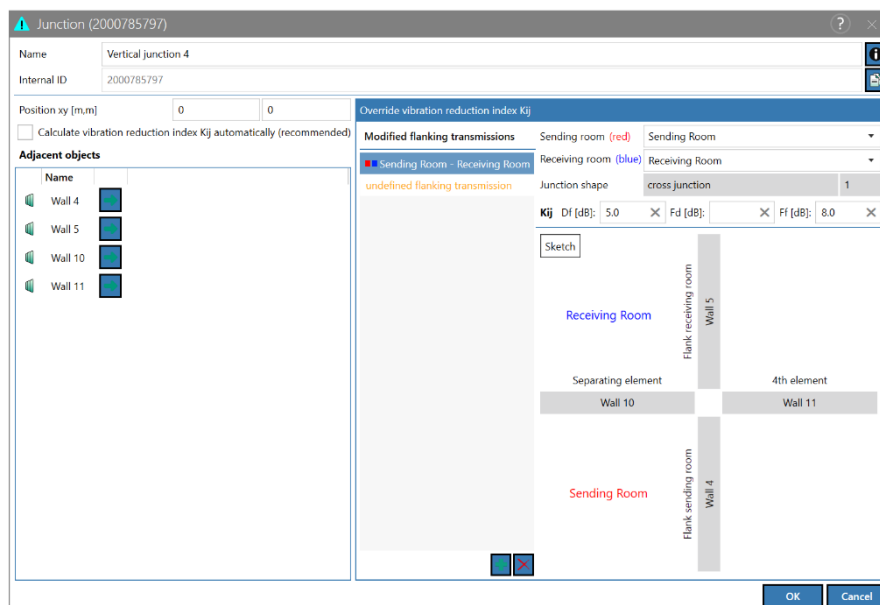 Junction (2000785797)
?
Name Vertical junction 4
Internal ID 2000785797
Position xy [m,m] 0 0
Calculate vibration reduction index Kij automatically (recommended)
Adjacent objects
Name
Wall 4
Wall 5
Wall 10
Wall 11
Override vibration reduction index Kij
Modified flanking transmissions
Sending Room - Receiving Room
undefined flanking transmission
Sending room (red) Sending Room
Receiving room (blue) Receiving Room
Junction shape cross junction 1
Kij Df [dB]: 5.0 Fd [dB]: Ff [dB]: 8.0
Sketch
Receiving Room
Flank receiving room
Wall 5
Separating element
Wall 10
4th element
Wall 11
Sending Room
Flank sending room
Wall 4
OK Cancel